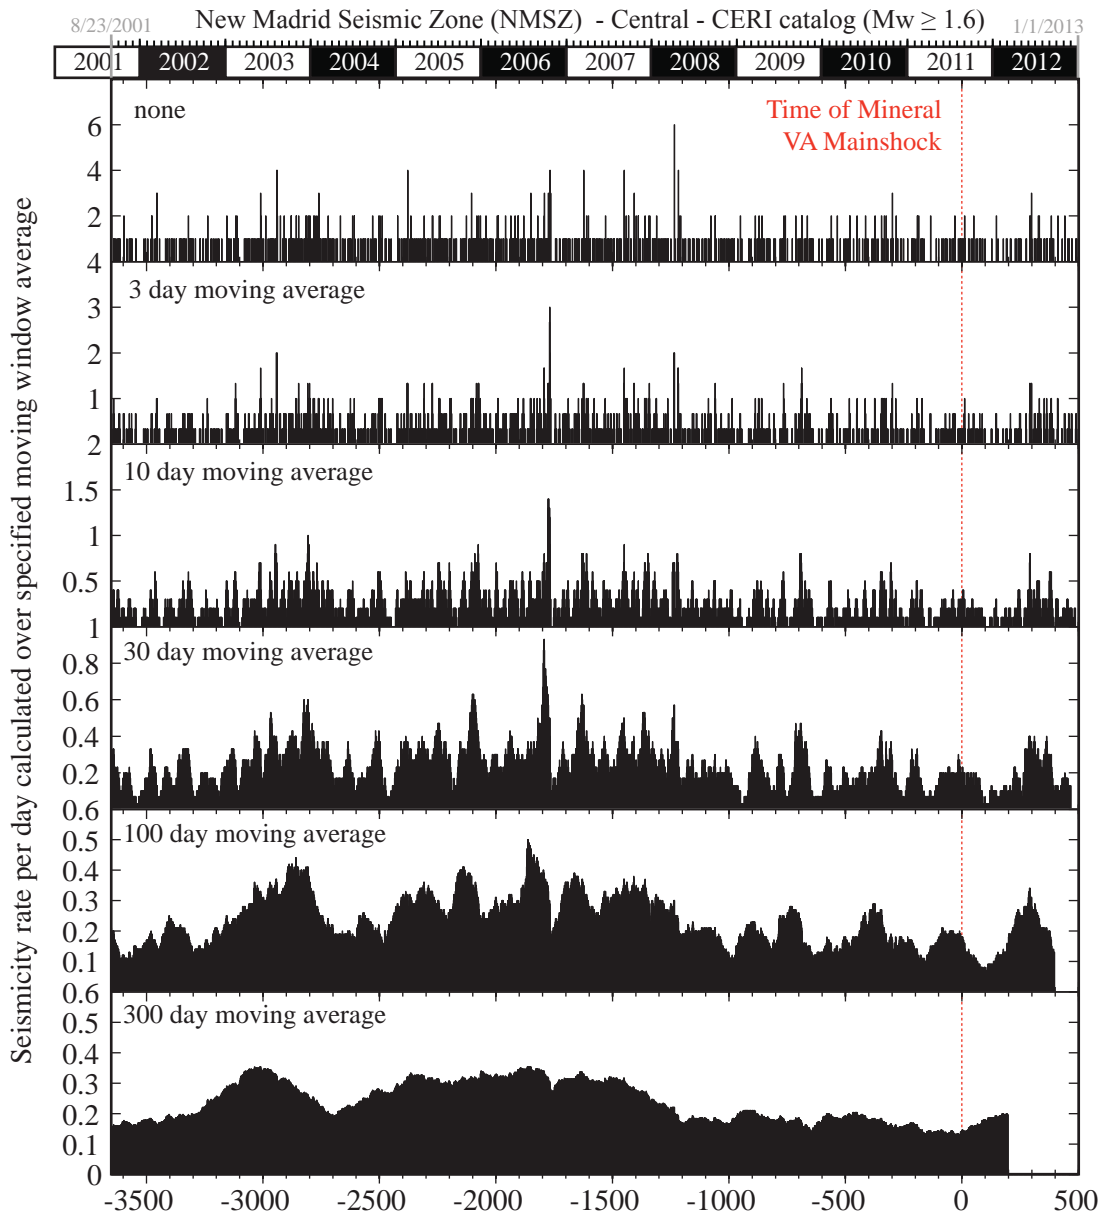 New Madrid Seismic Zone (NMSZ) - Central - CERI catalog (Mw ≥ 1.6)
8/23/2001
1/1/2013
2001 2002 2003 2004 2005 2006 2007 2008 2009 2010 2011 2012
Seismicity rate per day calculated over specified moving window average
none
Time of Mineral
VA Mainshock
6
4
2
4
3 day moving average
3
2
1
2
10 day moving average
1.5
1
0.5
1
30 day moving average
0.8
0.6
0.4
0.2
0.6
100 day moving average
0.5
0.4
0.3
0.2
0.1
0.6
300 day moving average
0.5
0.4
0.3
0.2
0.1
0
-3500 -3000 -2500 -2000 -1500 -1000 -500 0 500